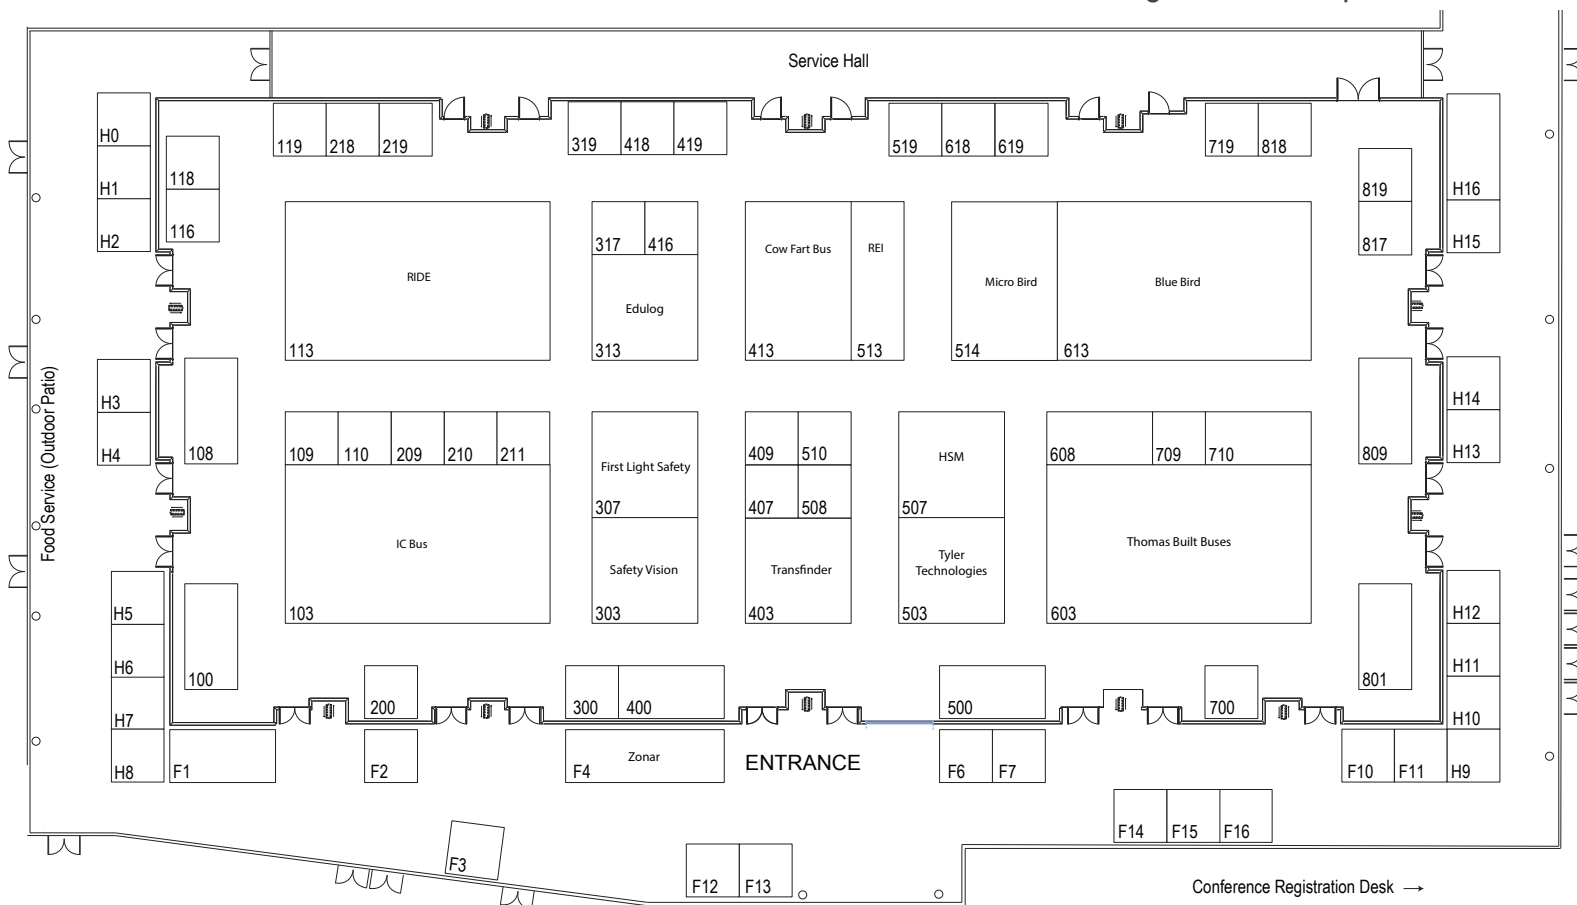 Service Hall
H0
H1
H2
119
218
219
319
418
419
519
618
619
719
818
118
116
819
817
H16
H15
RIDE
113
317
416
Edulog
313
Cow Fart Bus
413
REI
513
Micro Bird
514
Blue Bird
613
Food Service (Outdoor Patio)
H3
H4
108
109
110
209
210
211
IC Bus
103
First Light Safety
307
Safety Vision
303
409
510
407
508
Transfinder
403
HSM
507
Tyler
Technologies
503
608
709
710
Thomas Built Buses
603
809
H14
H13
H5
H6
H7
H8
100
200
300
400
500
700
801
H12
H11
H10
H9
F1
F2
F4
Zonar
ENTRANCE
F6
F7
F10
F11
F3
F12
F13
F14
F15
F16
Conference Registration Desk →